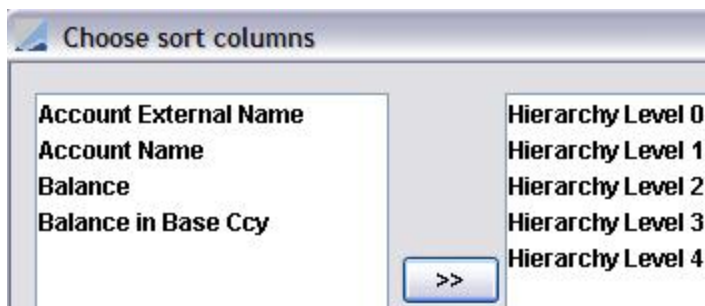 Choose sort columns
Account External Name
Account Name
Balance
Balance in Base Ccy
>>
Hierarchy Level 0
Hierarchy Level 1
Hierarchy Level 2
Hierarchy Level 3
Hierarchy Level 4